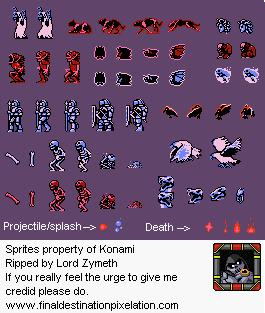 Projectile/splash-->
Death -->
Sprites property of Konami
Ripped by Lord Zymeth
If you really feel the urge to give me
credid please do.
www.finaldestinationpixelation.com